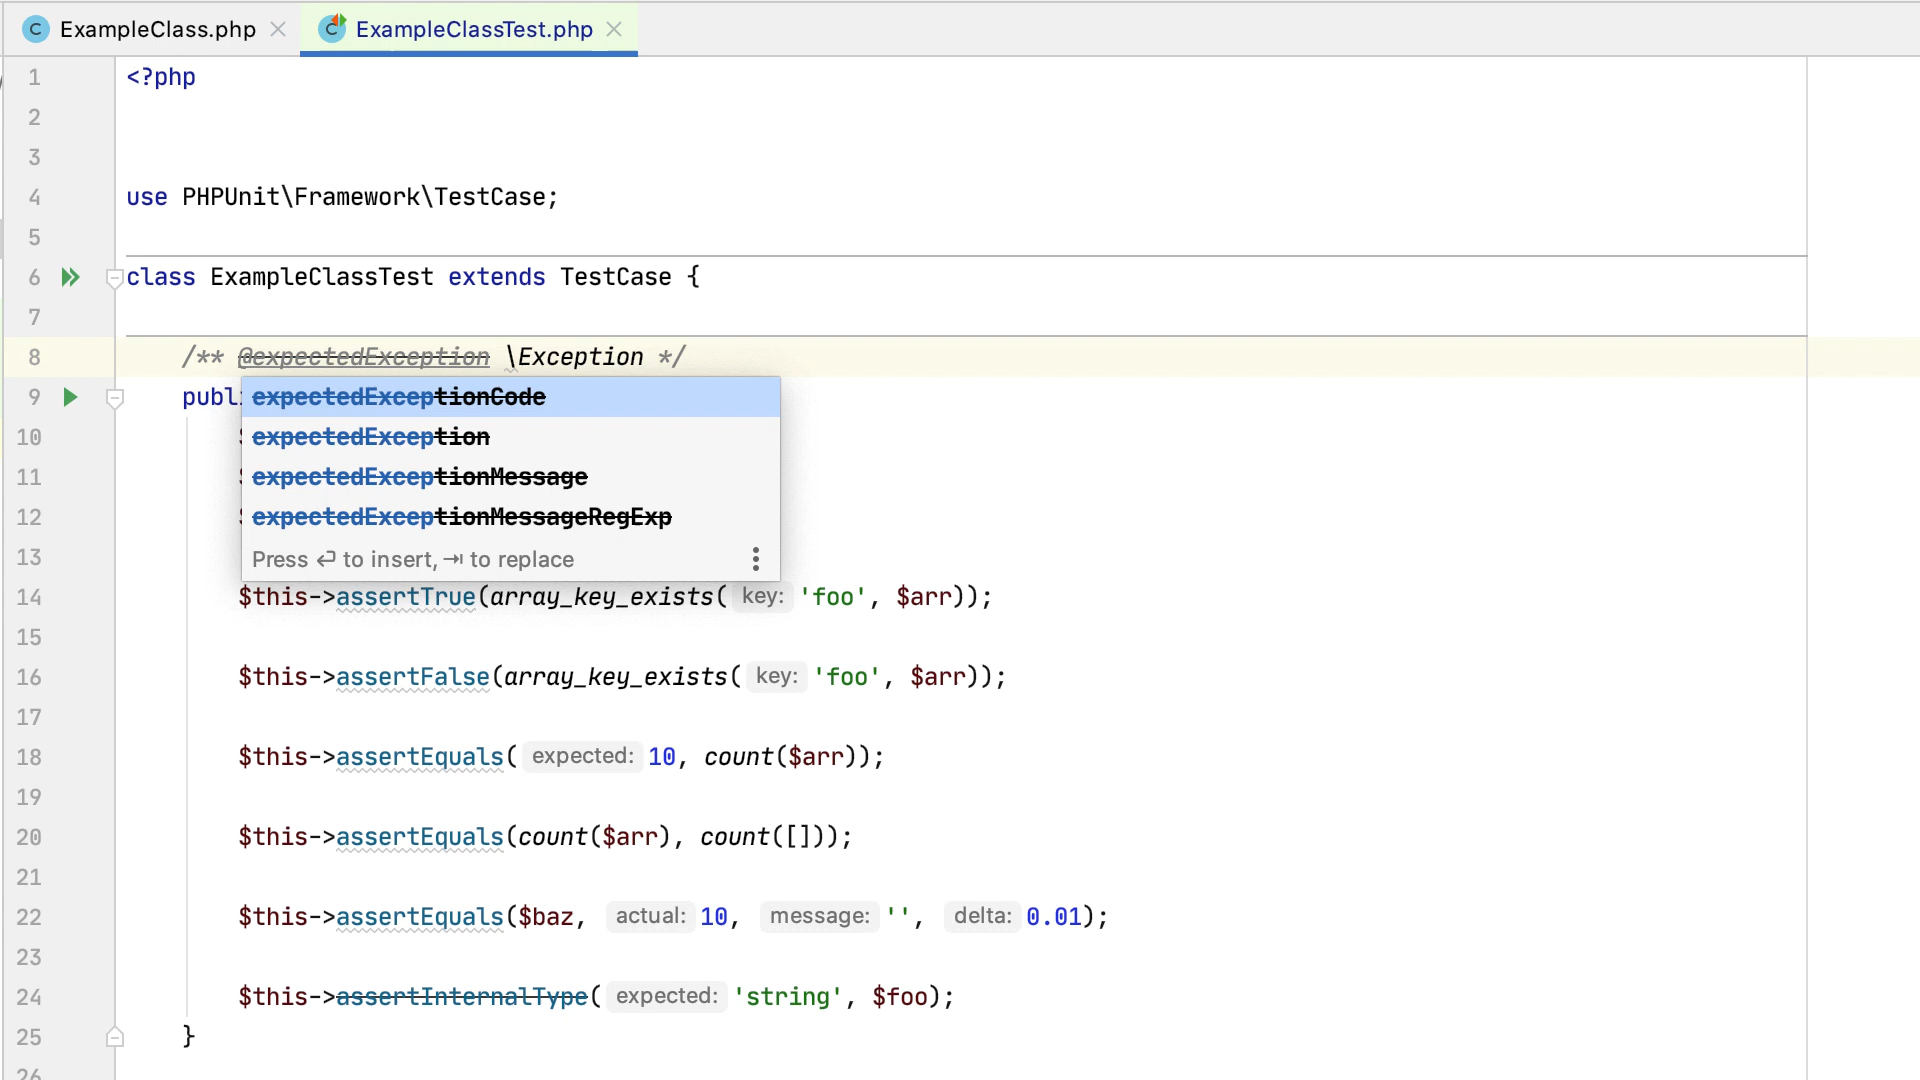 ExampleClass.php ExampleClassTest.php
1 <?php
2
3
4 use PHPUnit\Framework\TestCase;
5
6 class ExampleClassTest extends TestCase {
7
8 /** @expectedException \Exception */
9 publ
expectedExceptionCode
10 expectedException
11 expectedExceptionMessage
12 expectedExceptionMessageRegExp
13 Press ⏎ to insert, ⇥ to replace
14 $this->assertTrue(array_key_exists( key: 'foo', $arr));
15
16 $this->assertFalse(array_key_exists( key: 'foo', $arr));
17
18 $this->assertEquals( expected: 10, count($arr));
19
20 $this->assertEquals(count($arr), count([]));
21
22 $this->assertEquals($baz, actual: 10, message: '', delta: 0.01);
23
24 $this->assertInternalType( expected: 'string', $foo);
25 }
26